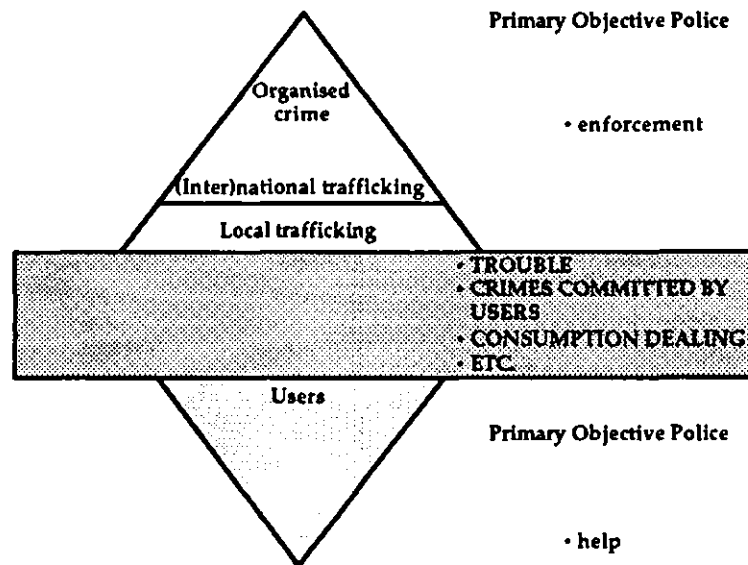 Primary Objective Police
Organised
crime
• enforcement
(Inter)national trafficking
Local trafficking
• TROUBLE
• CRIMES COMMITTED BY
USERS
• CONSUMPTION DEALING
• ETC.
Users
Primary Objective Police
• help